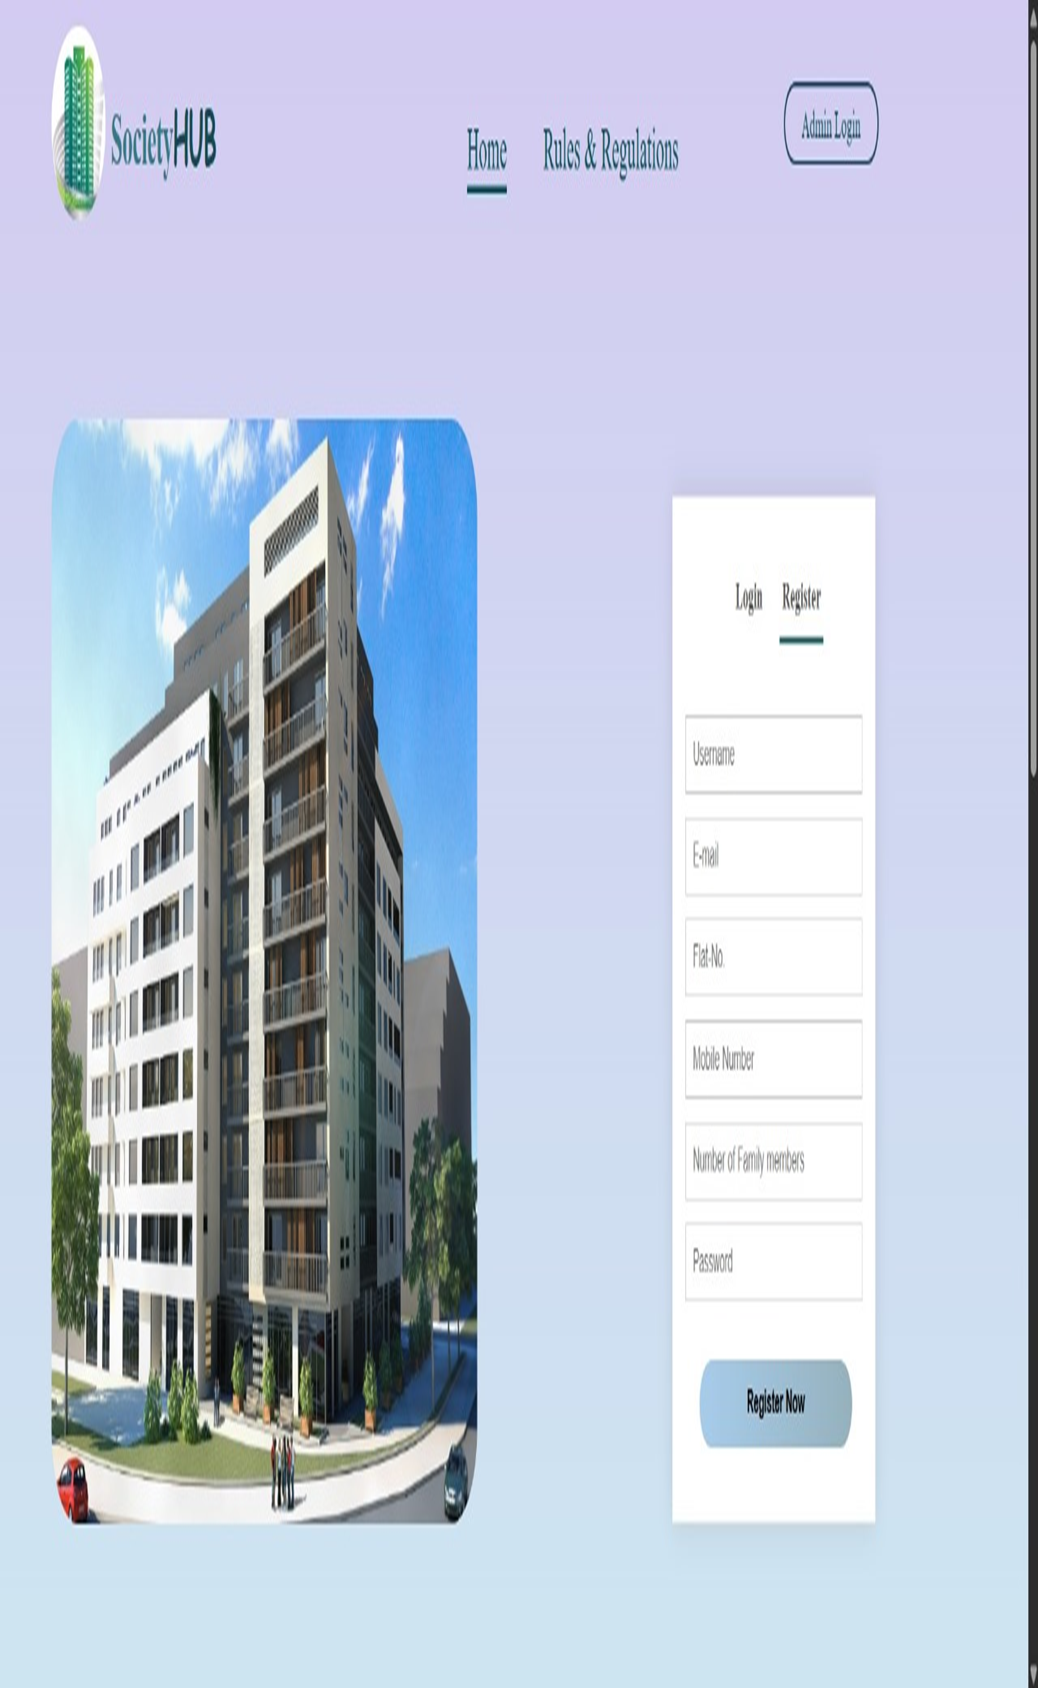 SocietyHUB
Home
Rules & Regulations
Admin Login
Login
Register
Username
E-mail
Flat-No.
Mobile Number
Number of Family members
Password
Register Now